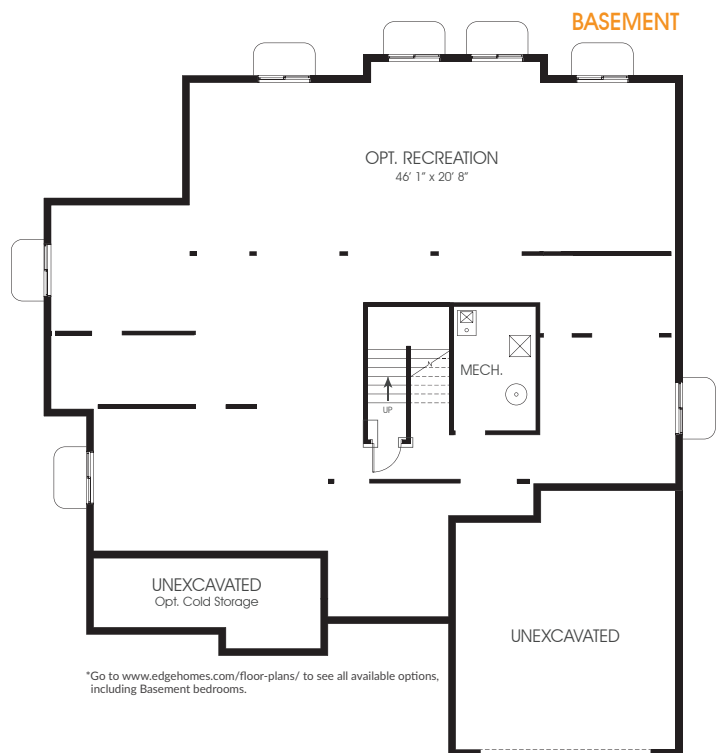 BASEMENT
OPT. RECREATION
46' 1" x 20' 8"
MECH.
UP
UNEXCAVATED
Opt. Cold Storage
UNEXCAVATED
*Go to www.edgehomes.com/floor-plans/ to see all available options,
including Basement bedrooms.